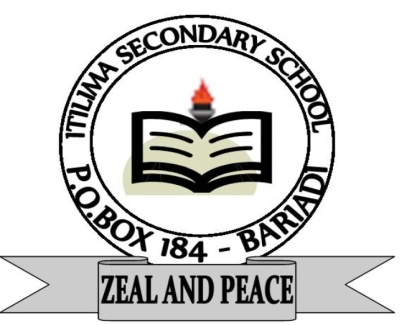 ITILIMA SECONDARY SCHOOL
P.O.BOX 184 - BARIADI
ZEAL AND PEACE